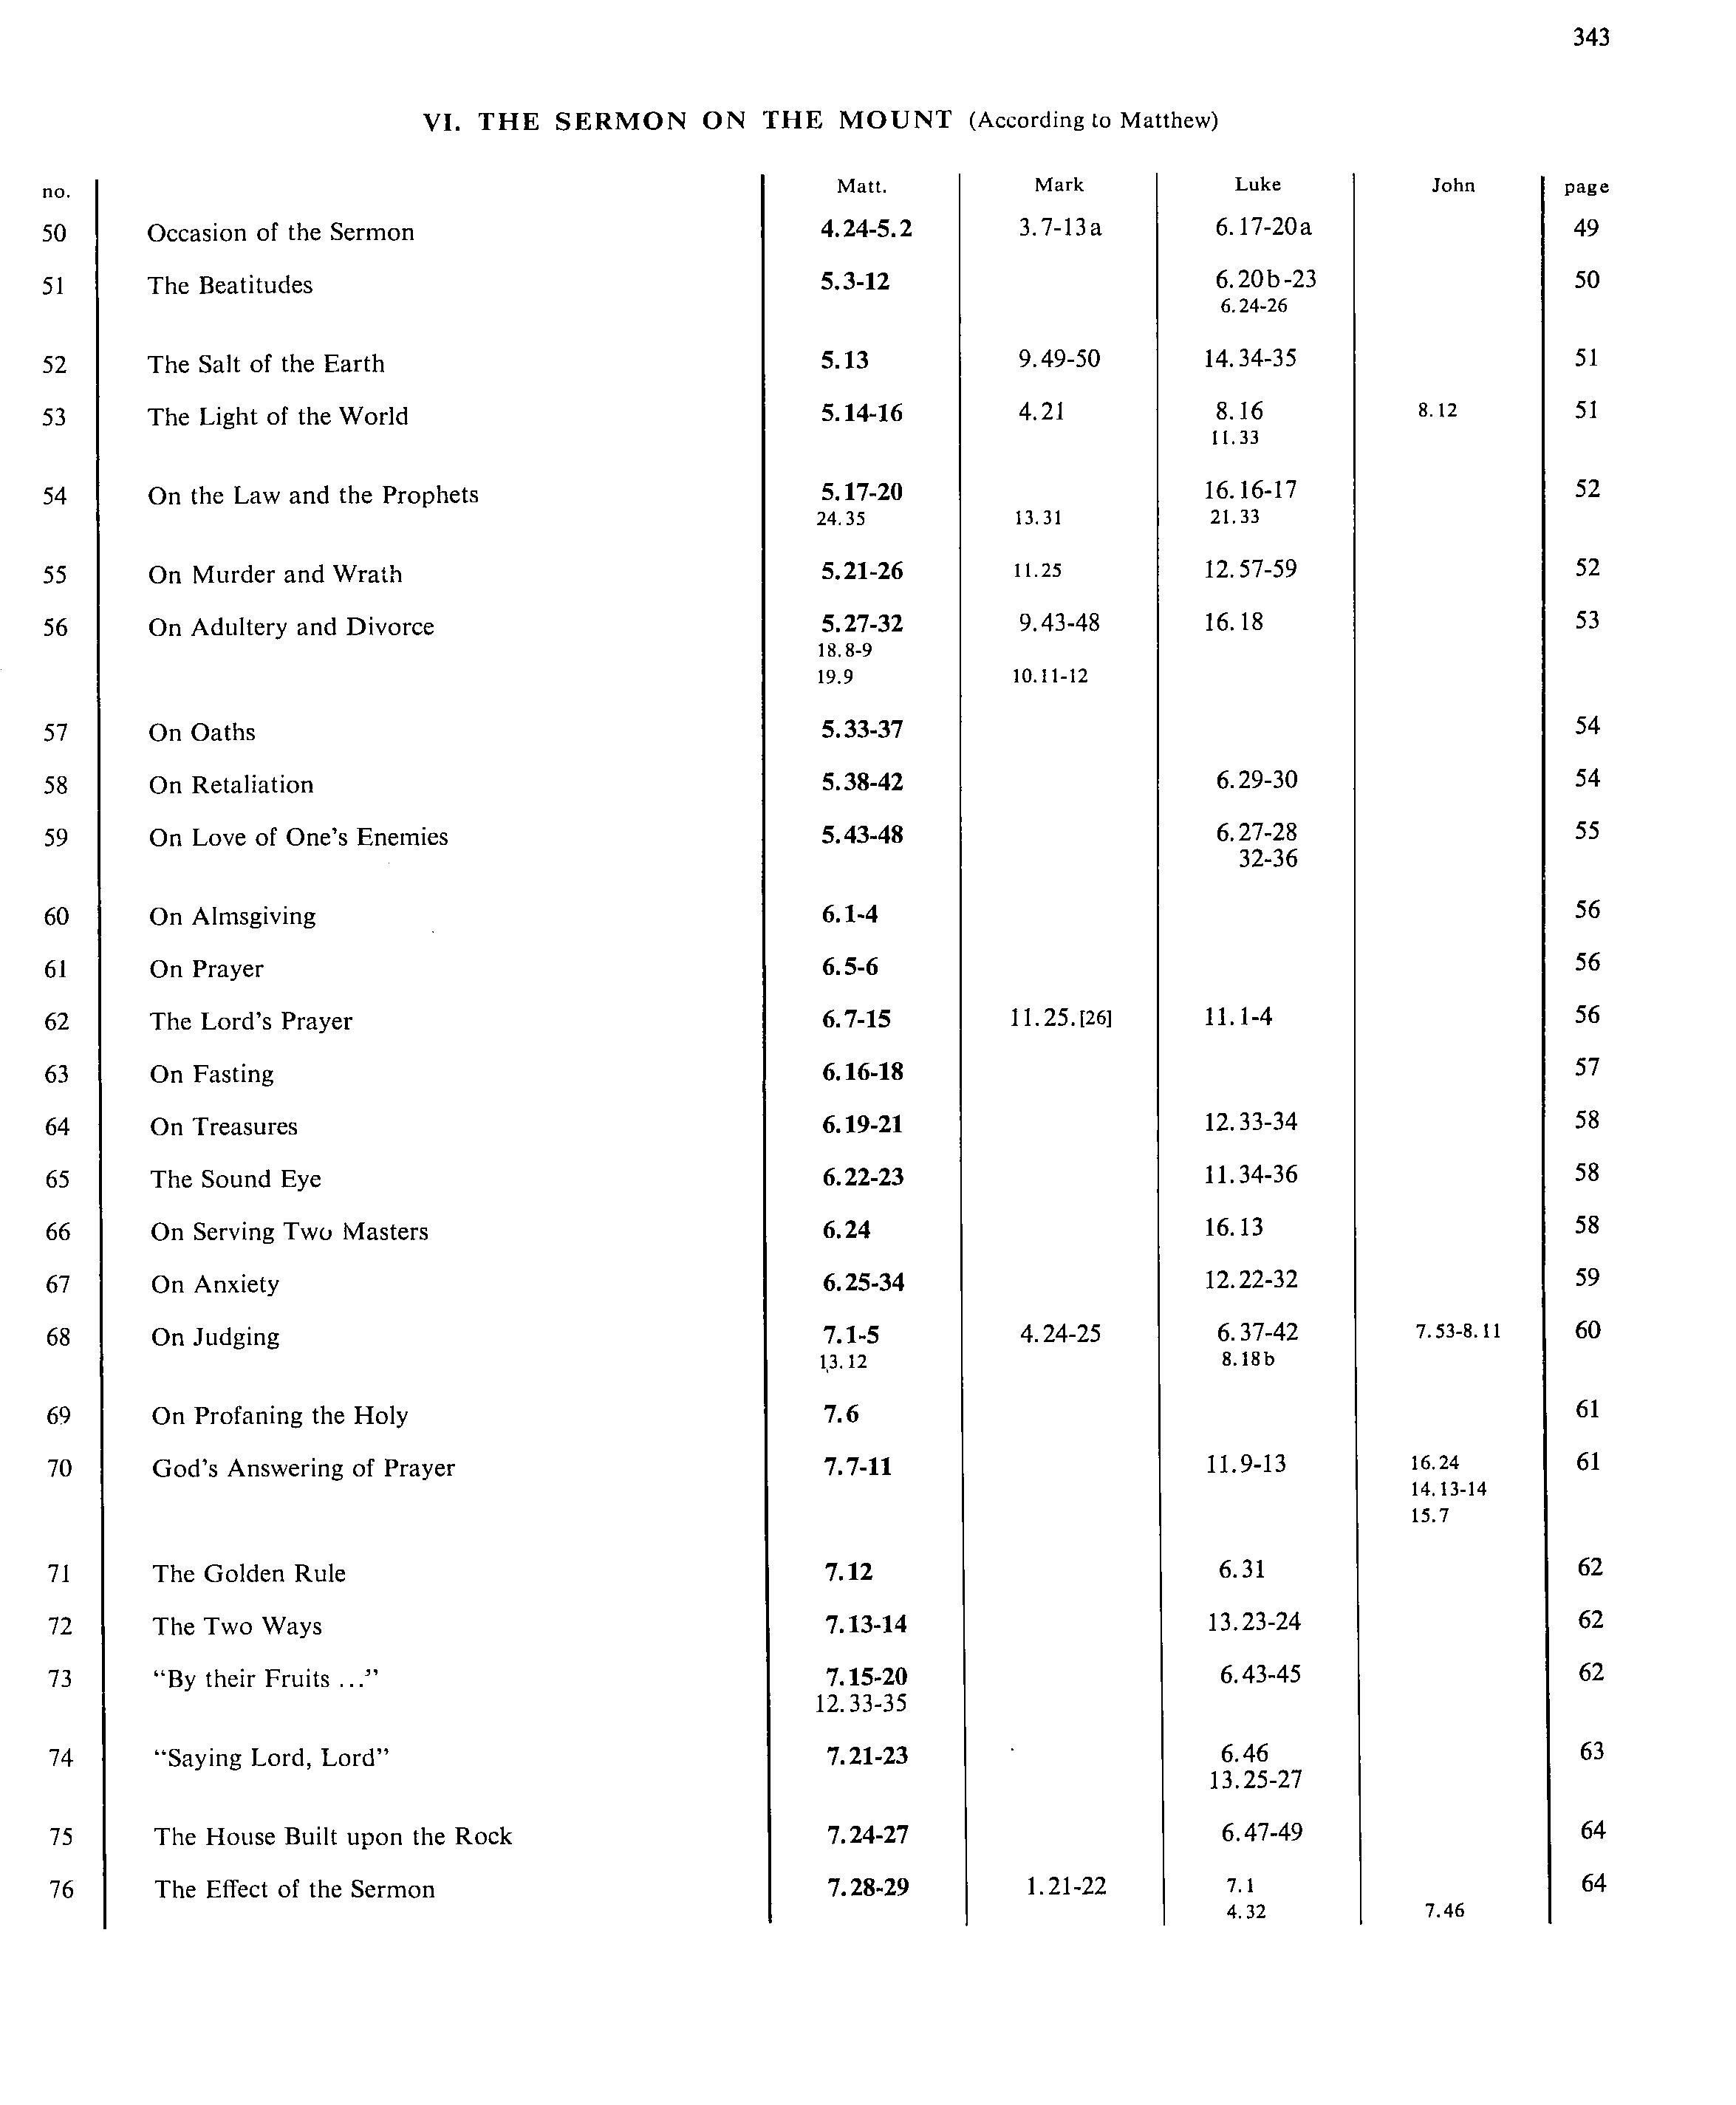 343
VI. THE SERMON ON THE MOUNT (According to Matthew)
no. Matt. Mark Luke John page
50 Occasion of the Sermon 4.24-5.2 3.7-13a 6.17-20a 49
51 The Beatitudes 5.3-12 6.20b-23 50
6.24-26
52 The Salt of the Earth 5.13 9.49-50 14.34-35 51
53 The Light of the World 5.14-16 4.21 8.16 8.12 51
11.33
54 On the Law and the Prophets 5.17-20 16.16-17 52
24.35 13.31 21.33
55 On Murder and Wrath 5.21-26 11.25 12.57-59 52
56 On Adultery and Divorce 5.27-32 9.43-48 16.18 53
18.8-9
19.9 10.11-12
57 On Oaths 5.33-37 54
58 On Retaliation 5.38-42 6.29-30 54
59 On Love of One's Enemies 5.43-48 6.27-28 55
32-36
60 On Almsgiving 6.1-4 56
61 On Prayer 6.5-6 56
62 The Lord's Prayer 6.7-15 11.25.[26] 11.1-4 56
63 On Fasting 6.16-18 57
64 On Treasures 6.19-21 12.33-34 58
65 The Sound Eye 6.22-23 11.34-36 58
66 On Serving Two Masters 6.24 16.13 58
67 On Anxiety 6.25-34 12.22-32 59
68 On Judging 7.1-5 4.24-25 6.37-42 7.53-8.11 60
13.12 8.18b
69 On Profaning the Holy 7.6 61
70 God's Answering of Prayer 7.7-11 11.9-13 16.24 61
14.13-14
15.7
71 The Golden Rule 7.12 6.31 62
72 The Two Ways 7.13-14 13.23-24 62
73 “By their Fruits ...” 7.15-20 6.43-45 62
12.33-35
74 “Saying Lord, Lord” 7.21-23 6.46 63
13.25-27
75 The House Built upon the Rock 7.24-27 6.47-49 64
76 The Effect of the Sermon 7.28-29 1.21-22 7.1 64
4.32 7.46